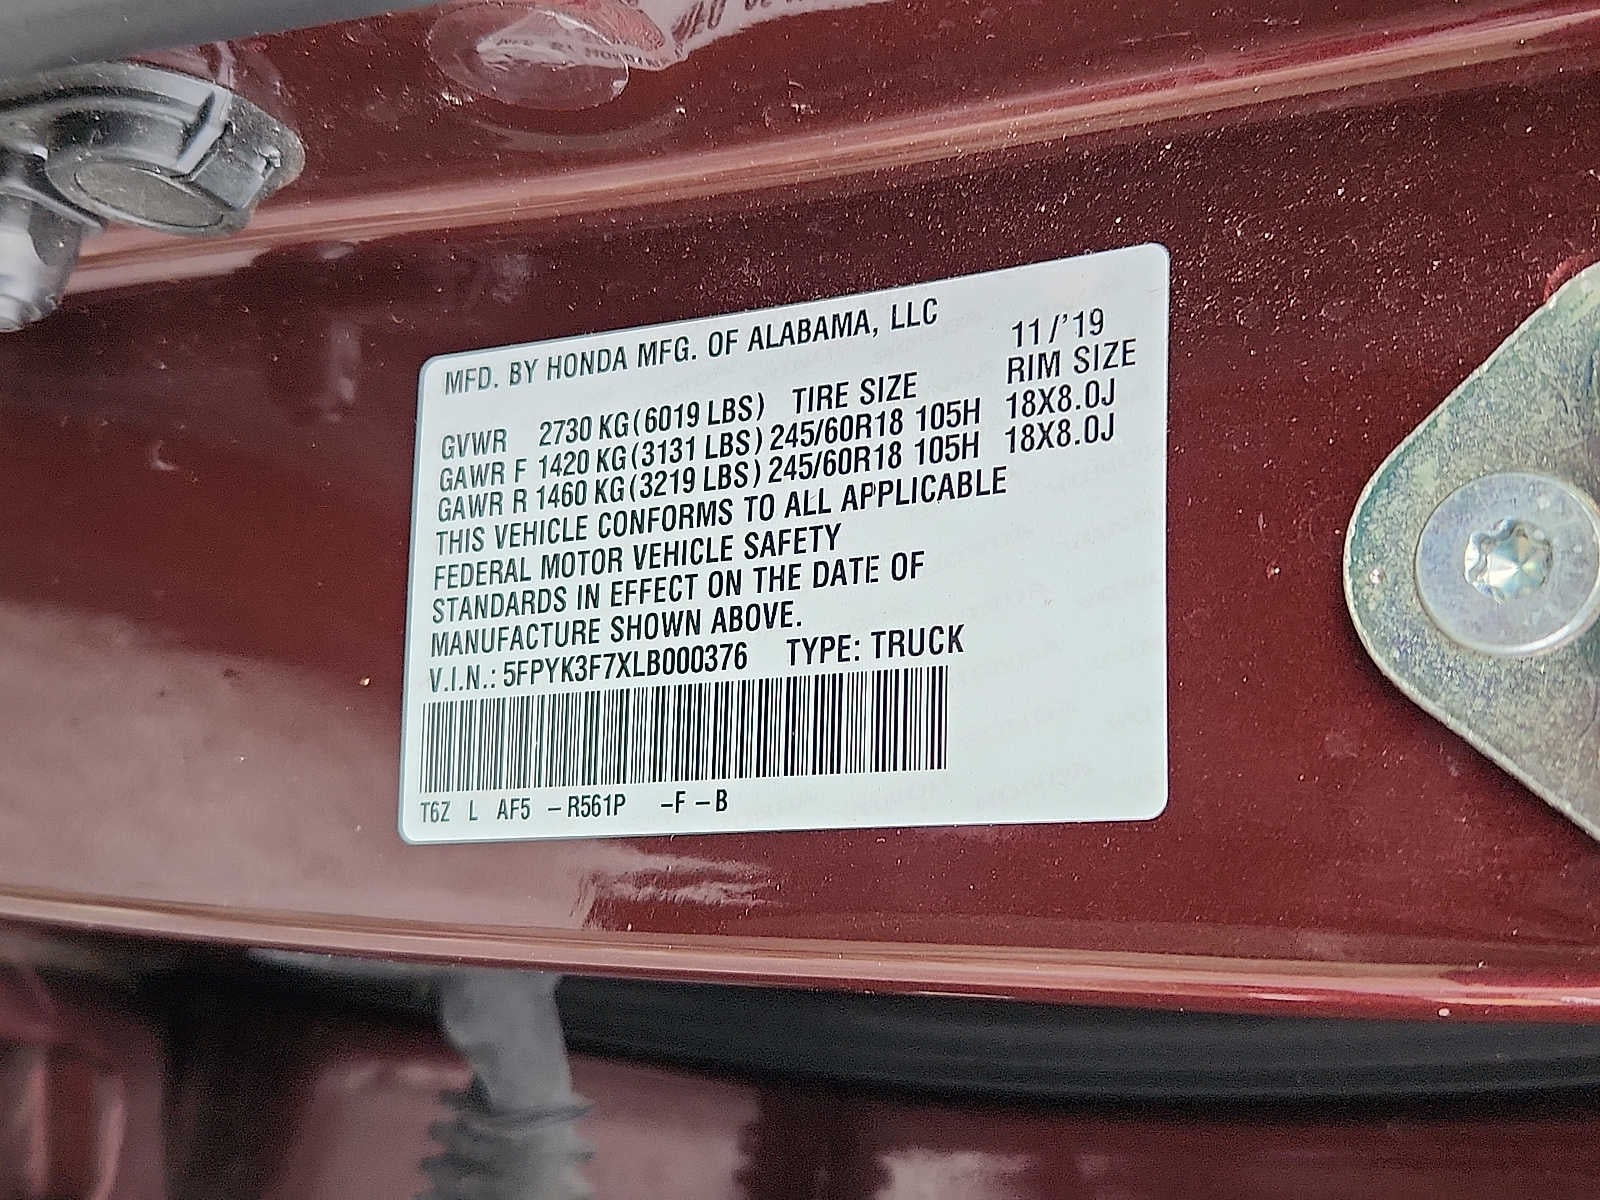 MFD. BY HONDA MFG. OF ALABAMA, LLC
11/'19
GVWR 2730 KG(6019 LBS) TIRE SIZE RIM SIZE
GAWR F 1420 KG(3131 LBS) 245/60R18 105H 18X8.0J
GAWR R 1460 KG(3219 LBS) 245/60R18 105H 18X8.0J
THIS VEHICLE CONFORMS TO ALL APPLICABLE
FEDERAL MOTOR VEHICLE SAFETY
STANDARDS IN EFFECT ON THE DATE OF
MANUFACTURE SHOWN ABOVE.
V.I.N.: 5FPYK3F7XLB000376 TYPE: TRUCK
T6Z L AF5 -R561P -F -B